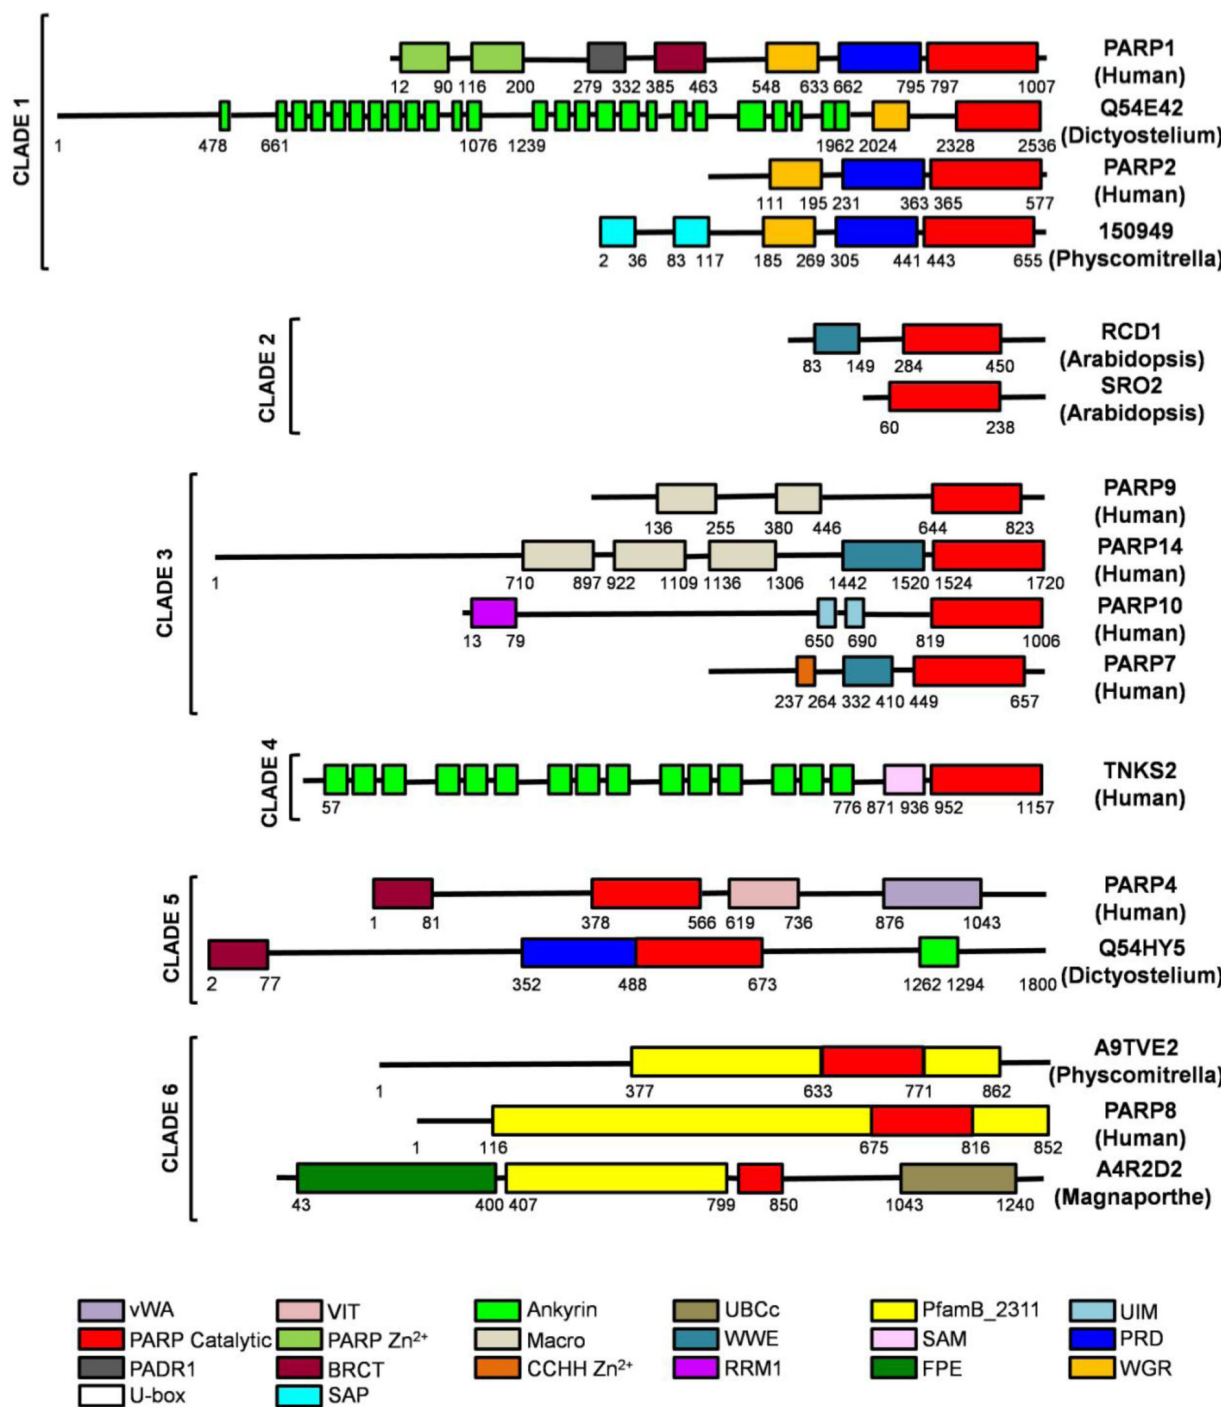 CLADE 1
PARP1
(Human)
12 90 116 200 279 332 385 463 548 633 662 795 797 1007
Q54E42
(Dictyostelium)
1 478 661 1076 1239 1962 2024 2328 2536
PARP2
(Human)
111 195 231 363 365 577
150949
(Physcomitrella)
2 36 83 117 185 269 305 441 443 655
CLADE 2
RCD1
(Arabidopsis)
83 149 284 450
SRO2
(Arabidopsis)
60 238
CLADE 3
PARP9
(Human)
136 255 380 446 644 823
PARP14
(Human)
1 710 897 922 1109 1136 1306 1442 1520 1524 1720
PARP10
(Human)
13 79 650 690 819 1006
PARP7
(Human)
237 264 332 410 449 657
CLADE 4
TNKS2
(Human)
57 776 871 936 952 1157
CLADE 5
PARP4
(Human)
1 81 378 566 619 736 876 1043
Q54HY5
(Dictyostelium)
2 77 352 488 673 1262 1294 1800
CLADE 6
A9TVE2
(Physcomitrella)
1 377 633 771 862
PARP8
(Human)
1 116 675 816 852
A4R2D2
(Magnaporthe)
43 400 407 799 850 1043 1240
vWA VIT Ankyrin UBCc PfamB_2311 UIM
PARP Catalytic PARP Zn²⁺ Macro WWE SAM PRD
PADR1 BRCT CCHH Zn²⁺ RRM1 FPE WGR
U-box SAP